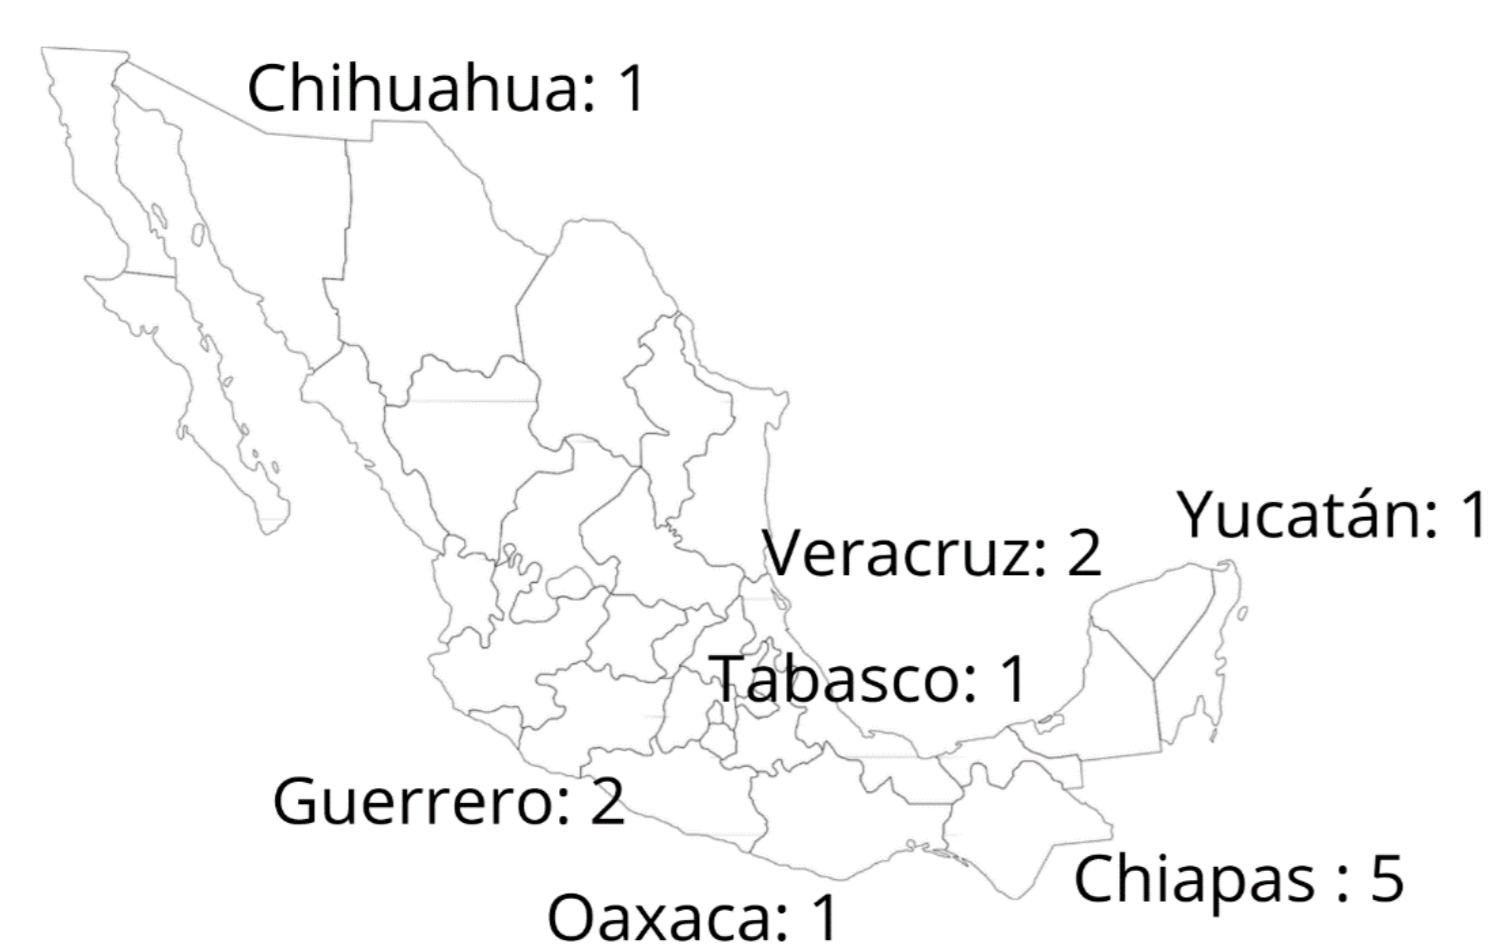 Chihuahua: 1
Yucatán: 1
Veracruz: 2
Tabasco: 1
Guerrero: 2
Chiapas : 5
Oaxaca: 1